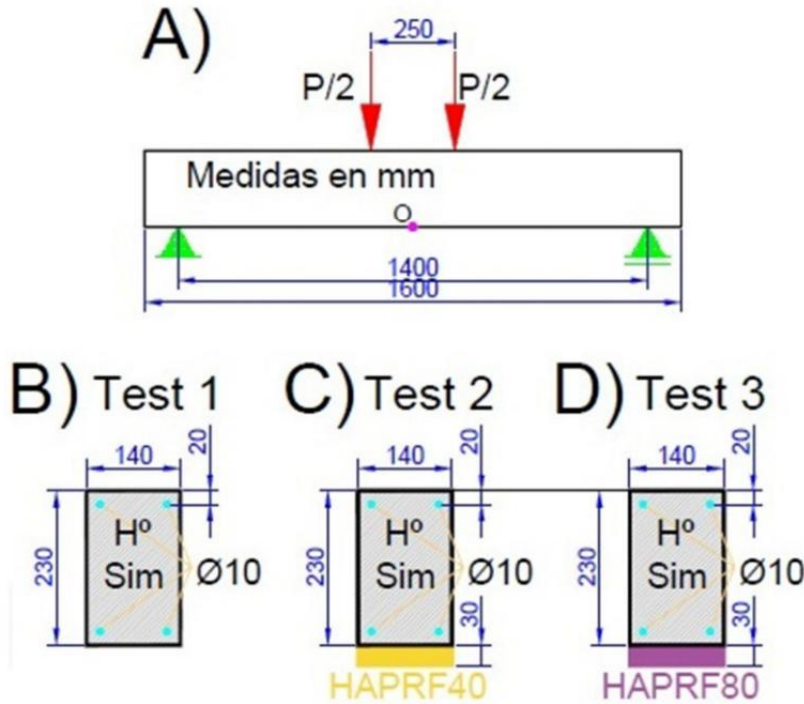 A)
250
P/2 P/2
Medidas en mm
O
1400
1600
B) Test 1
C) Test 2
D) Test 3
140
20
230
Hº
Sim
Ø10
140
20
230
Hº
Sim
Ø10
30
HAPRF40
140
20
230
Hº
Sim
Ø10
30
HAPRF80